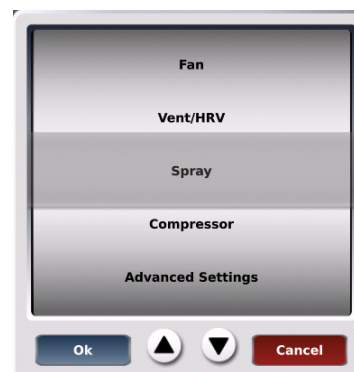 Fan
Vent/HRV
Spray
Compressor
Advanced Settings
Ok
Cancel